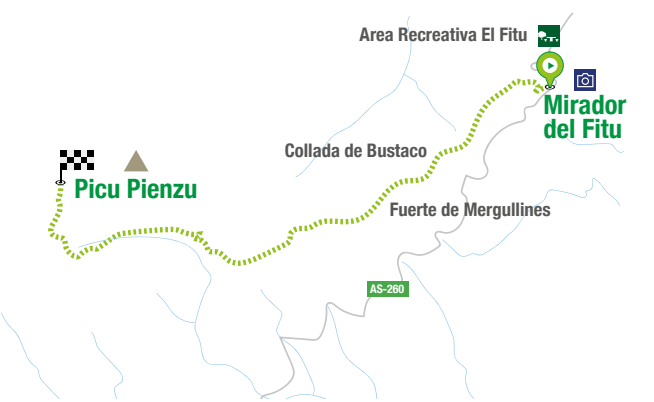 Area Recreativa El Fitu
Mirador
del Fitu
Collada de Bustaco
Picu Pienzu
Fuerte de Mergullines
AS-260